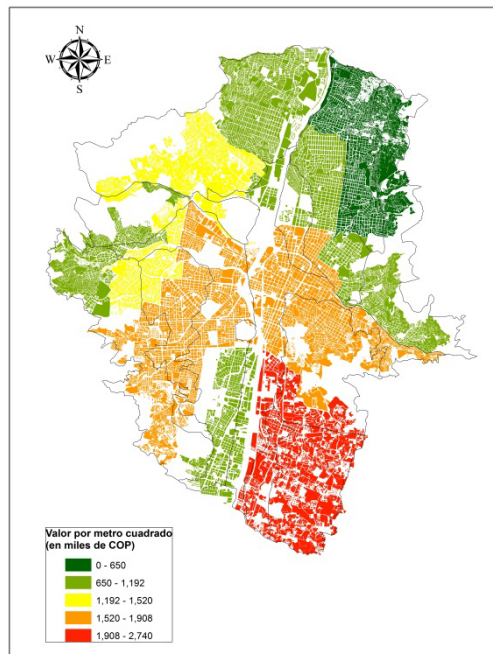 N
W E
S
Valor por metro cuadrado
(en miles de COP)
0 - 650
650 - 1,192
1,192 - 1,520
1,520 - 1,908
1,908 - 2,740